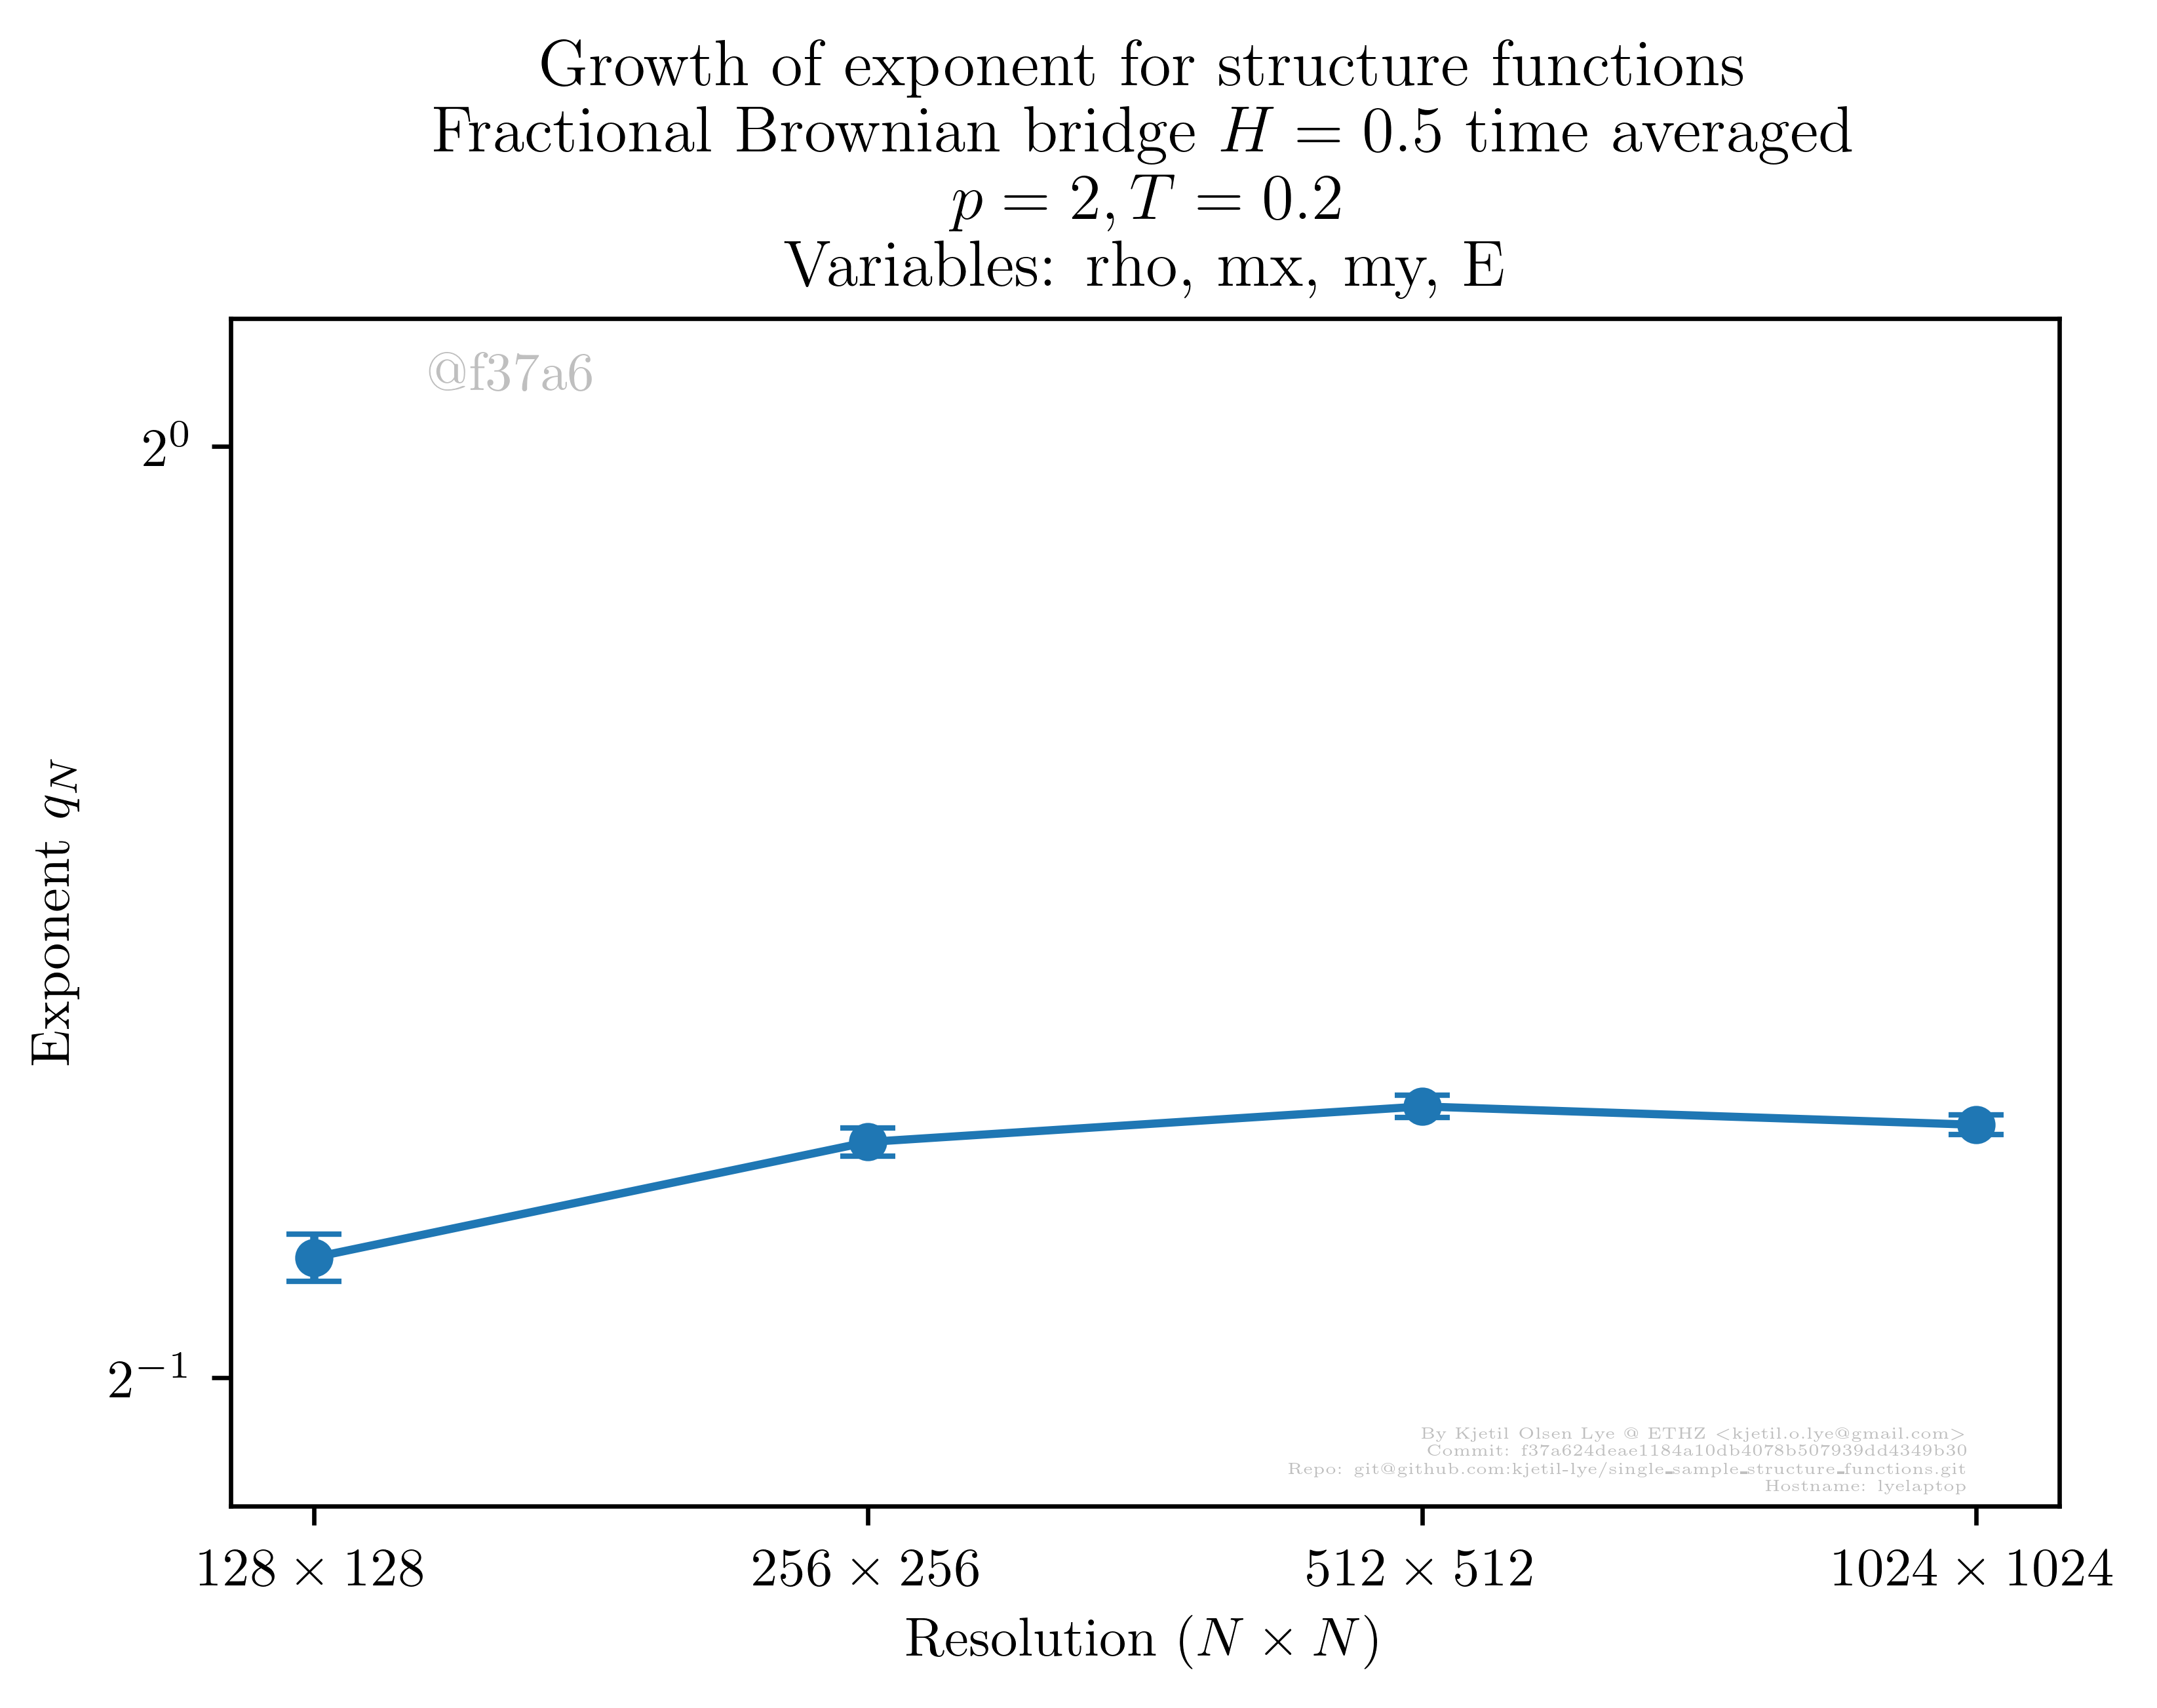 Growth of exponent for structure functions
Fractional Brownian bridge H = 0.5 time averaged
p = 2, T = 0.2
Variables: rho, mx, my, E
@f37a6
2^0
Exponent q_N
2^{-1}
By Kjetil Olsen Lye @ ETHZ <kjetil.o.lye@gmail.com>
Commit: f37a624deae1184a10db4078b507939dd4349b30
Repo: git@github.com:kjetil-lye/single_sample_structure_functions.git
Hostname: lyelaptop
128 × 128 256 × 256 512 × 512 1024 × 1024
Resolution (N × N)